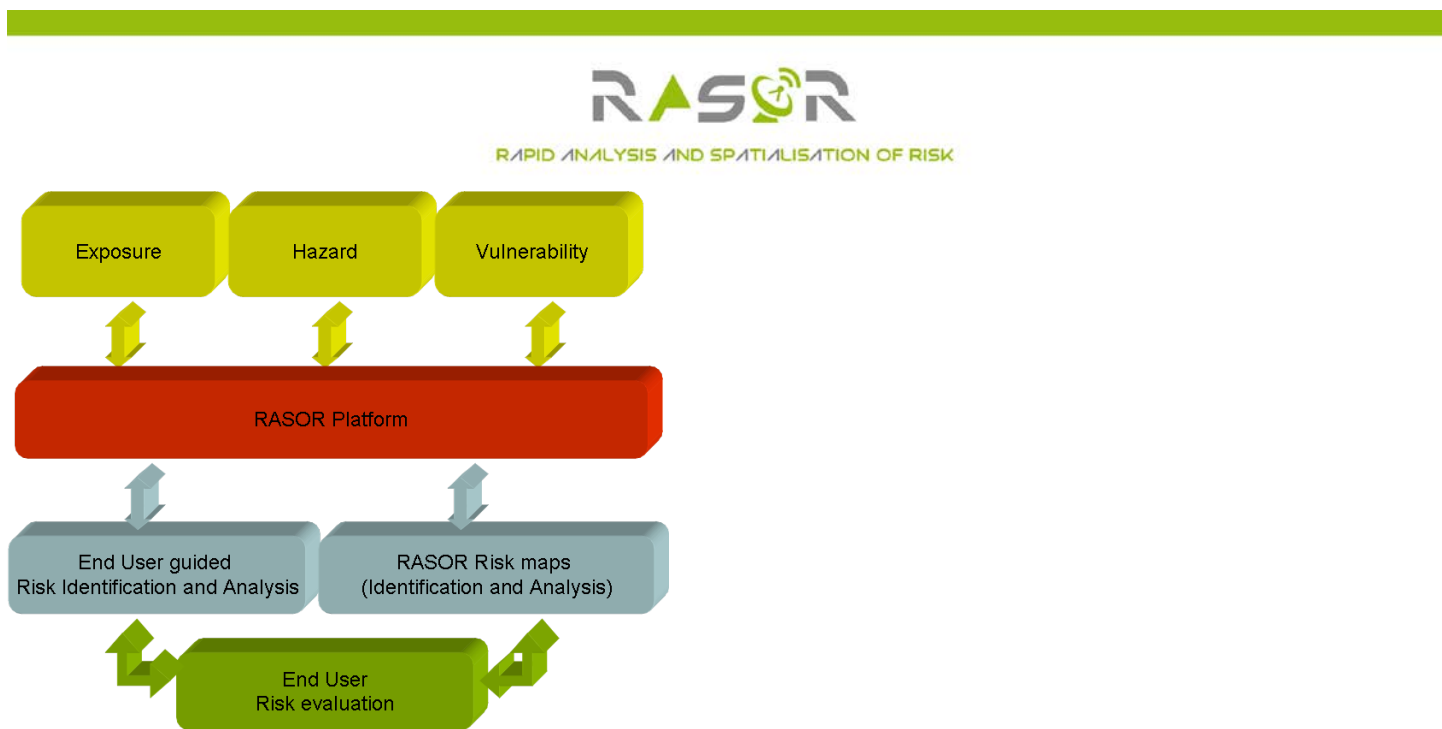 RASOR
RAPID ANALYSIS AND SPATIALISATION OF RISK
Exposure
Hazard
Vulnerability
RASOR Platform
End User guided
Risk Identification and Analysis
RASOR Risk maps
(Identification and Analysis)
End User
Risk evaluation